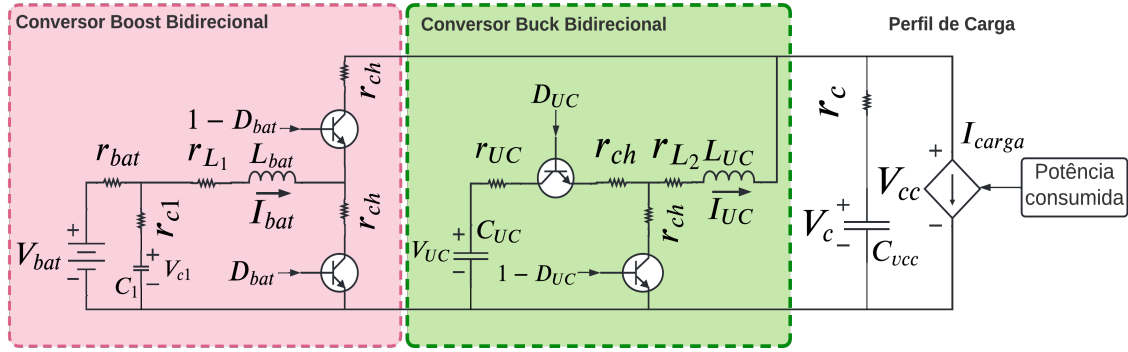 Conversor Boost Bidirecional
Conversor Buck Bidirecional
Perfil de Carga
r_ch
1 − D_bat
r_bat
r_L1
L_bat
I_bat
r_c1
r_ch
+
V_bat
−
+
V_c1
−
C_1
D_bat
D_UC
r_UC
r_ch
r_L2
L_UC
I_UC
r_ch
+
V_UC
−
C_UC
1 − D_UC
r_c
+
V_c
−
C_vcc
I_carga
+
V_cc
−
Potência
consumida